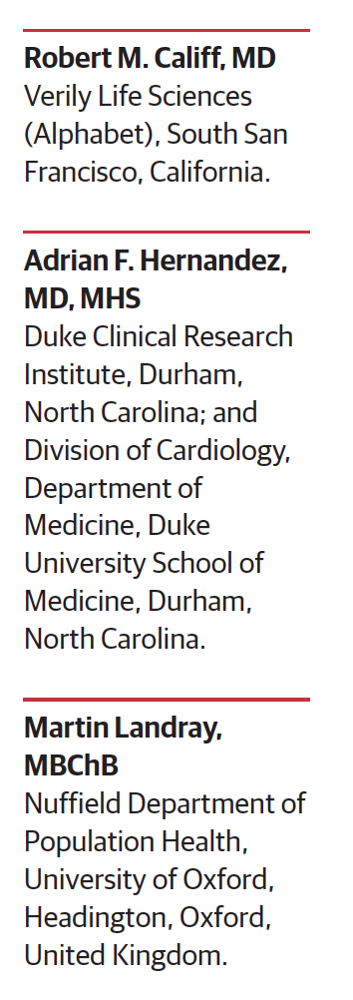 Robert M. Califf, MD
Verily Life Sciences
(Alphabet), South San
Francisco, California.
Adrian F. Hernandez,
MD, MHS
Duke Clinical Research
Institute, Durham,
North Carolina; and
Division of Cardiology,
Department of
Medicine, Duke
University School of
Medicine, Durham,
North Carolina.
Martin Landray,
MBChB
Nuffield Department of
Population Health,
University of Oxford,
Headington, Oxford,
United Kingdom.